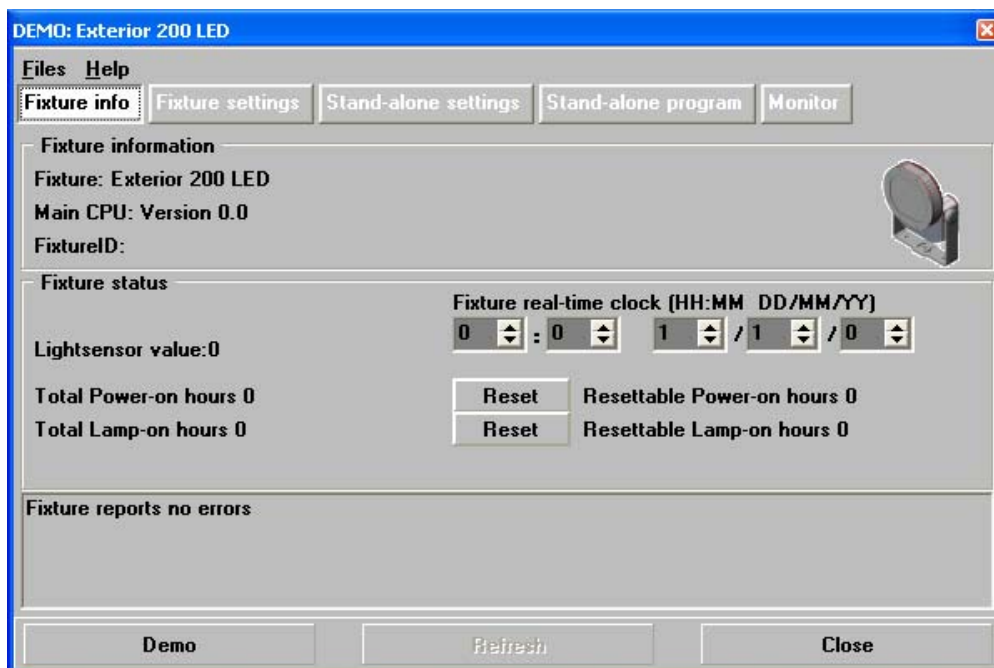 DEMO: Exterior 200 LED
Files Help
Fixture info Fixture settings Stand-alone settings Stand-alone program Monitor
Fixture information
Fixture: Exterior 200 LED
Main CPU: Version 0.0
FixtureID:
Fixture status
Fixture real-time clock (HH:MM DD/MM/YY)
0 : 0 1 / 1 / 0
Lightsensor value:0
Total Power-on hours 0 Reset Resettable Power-on hours 0
Total Lamp-on hours 0 Reset Resettable Lamp-on hours 0
Fixture reports no errors
Demo Refresh Close